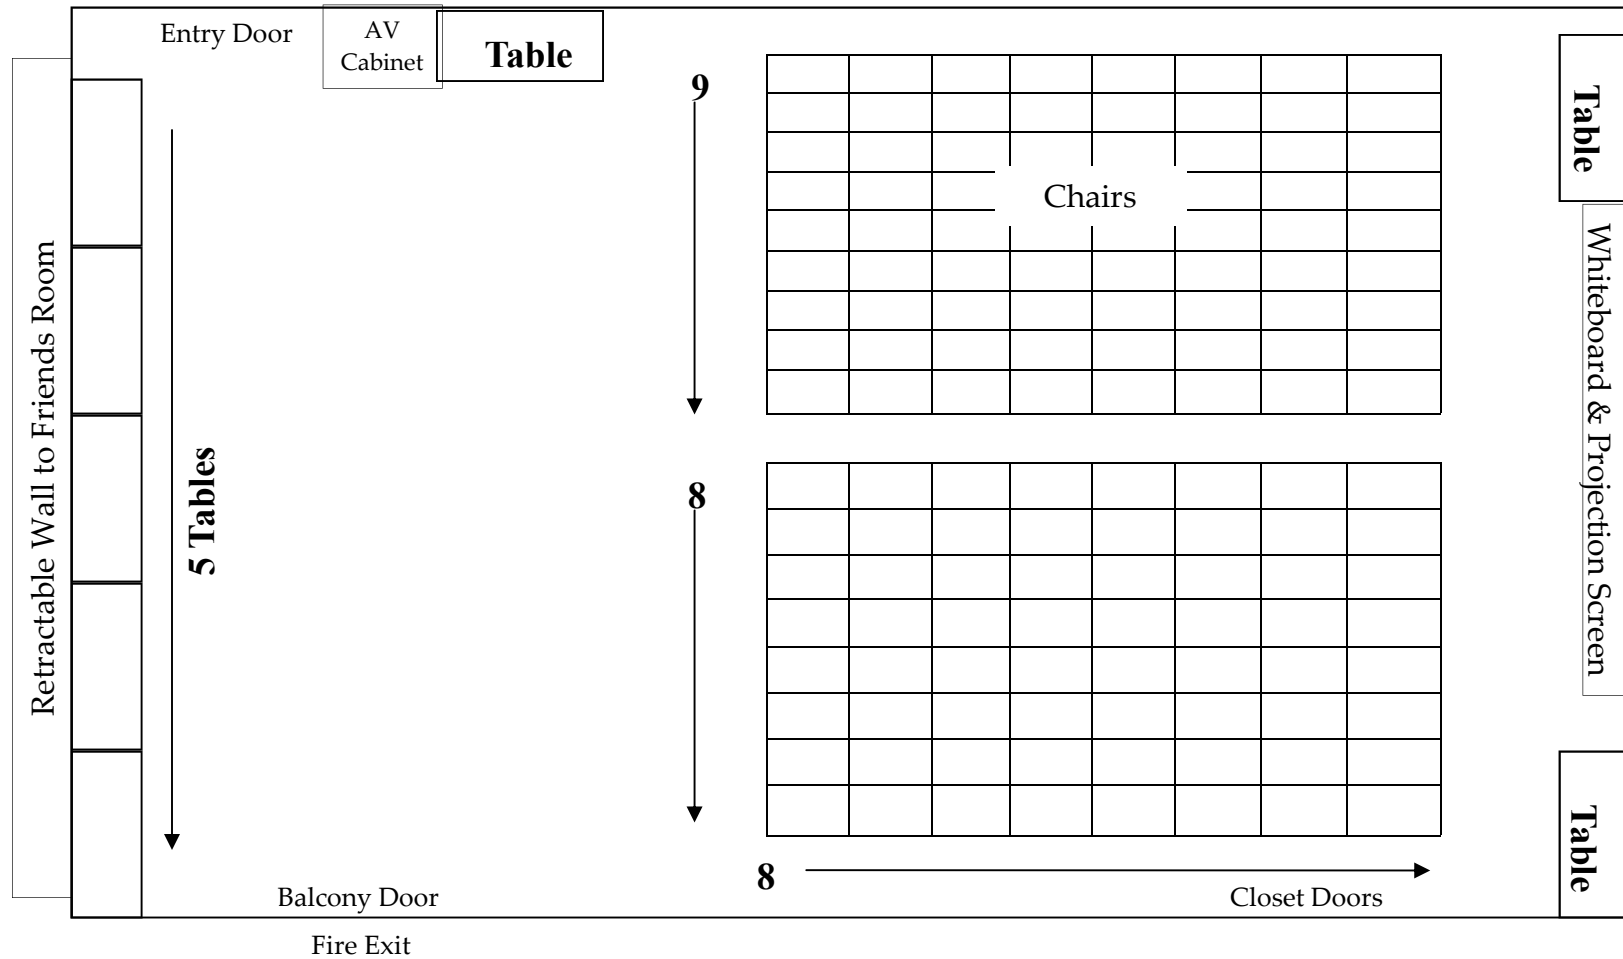 Entry Door
AV
Cabinet
Table
9
Chairs
Table
Retractable Wall to Friends Room
5 Tables
8
Whiteboard & Projection Screen
8
Table
Balcony Door
Closet Doors
Fire Exit